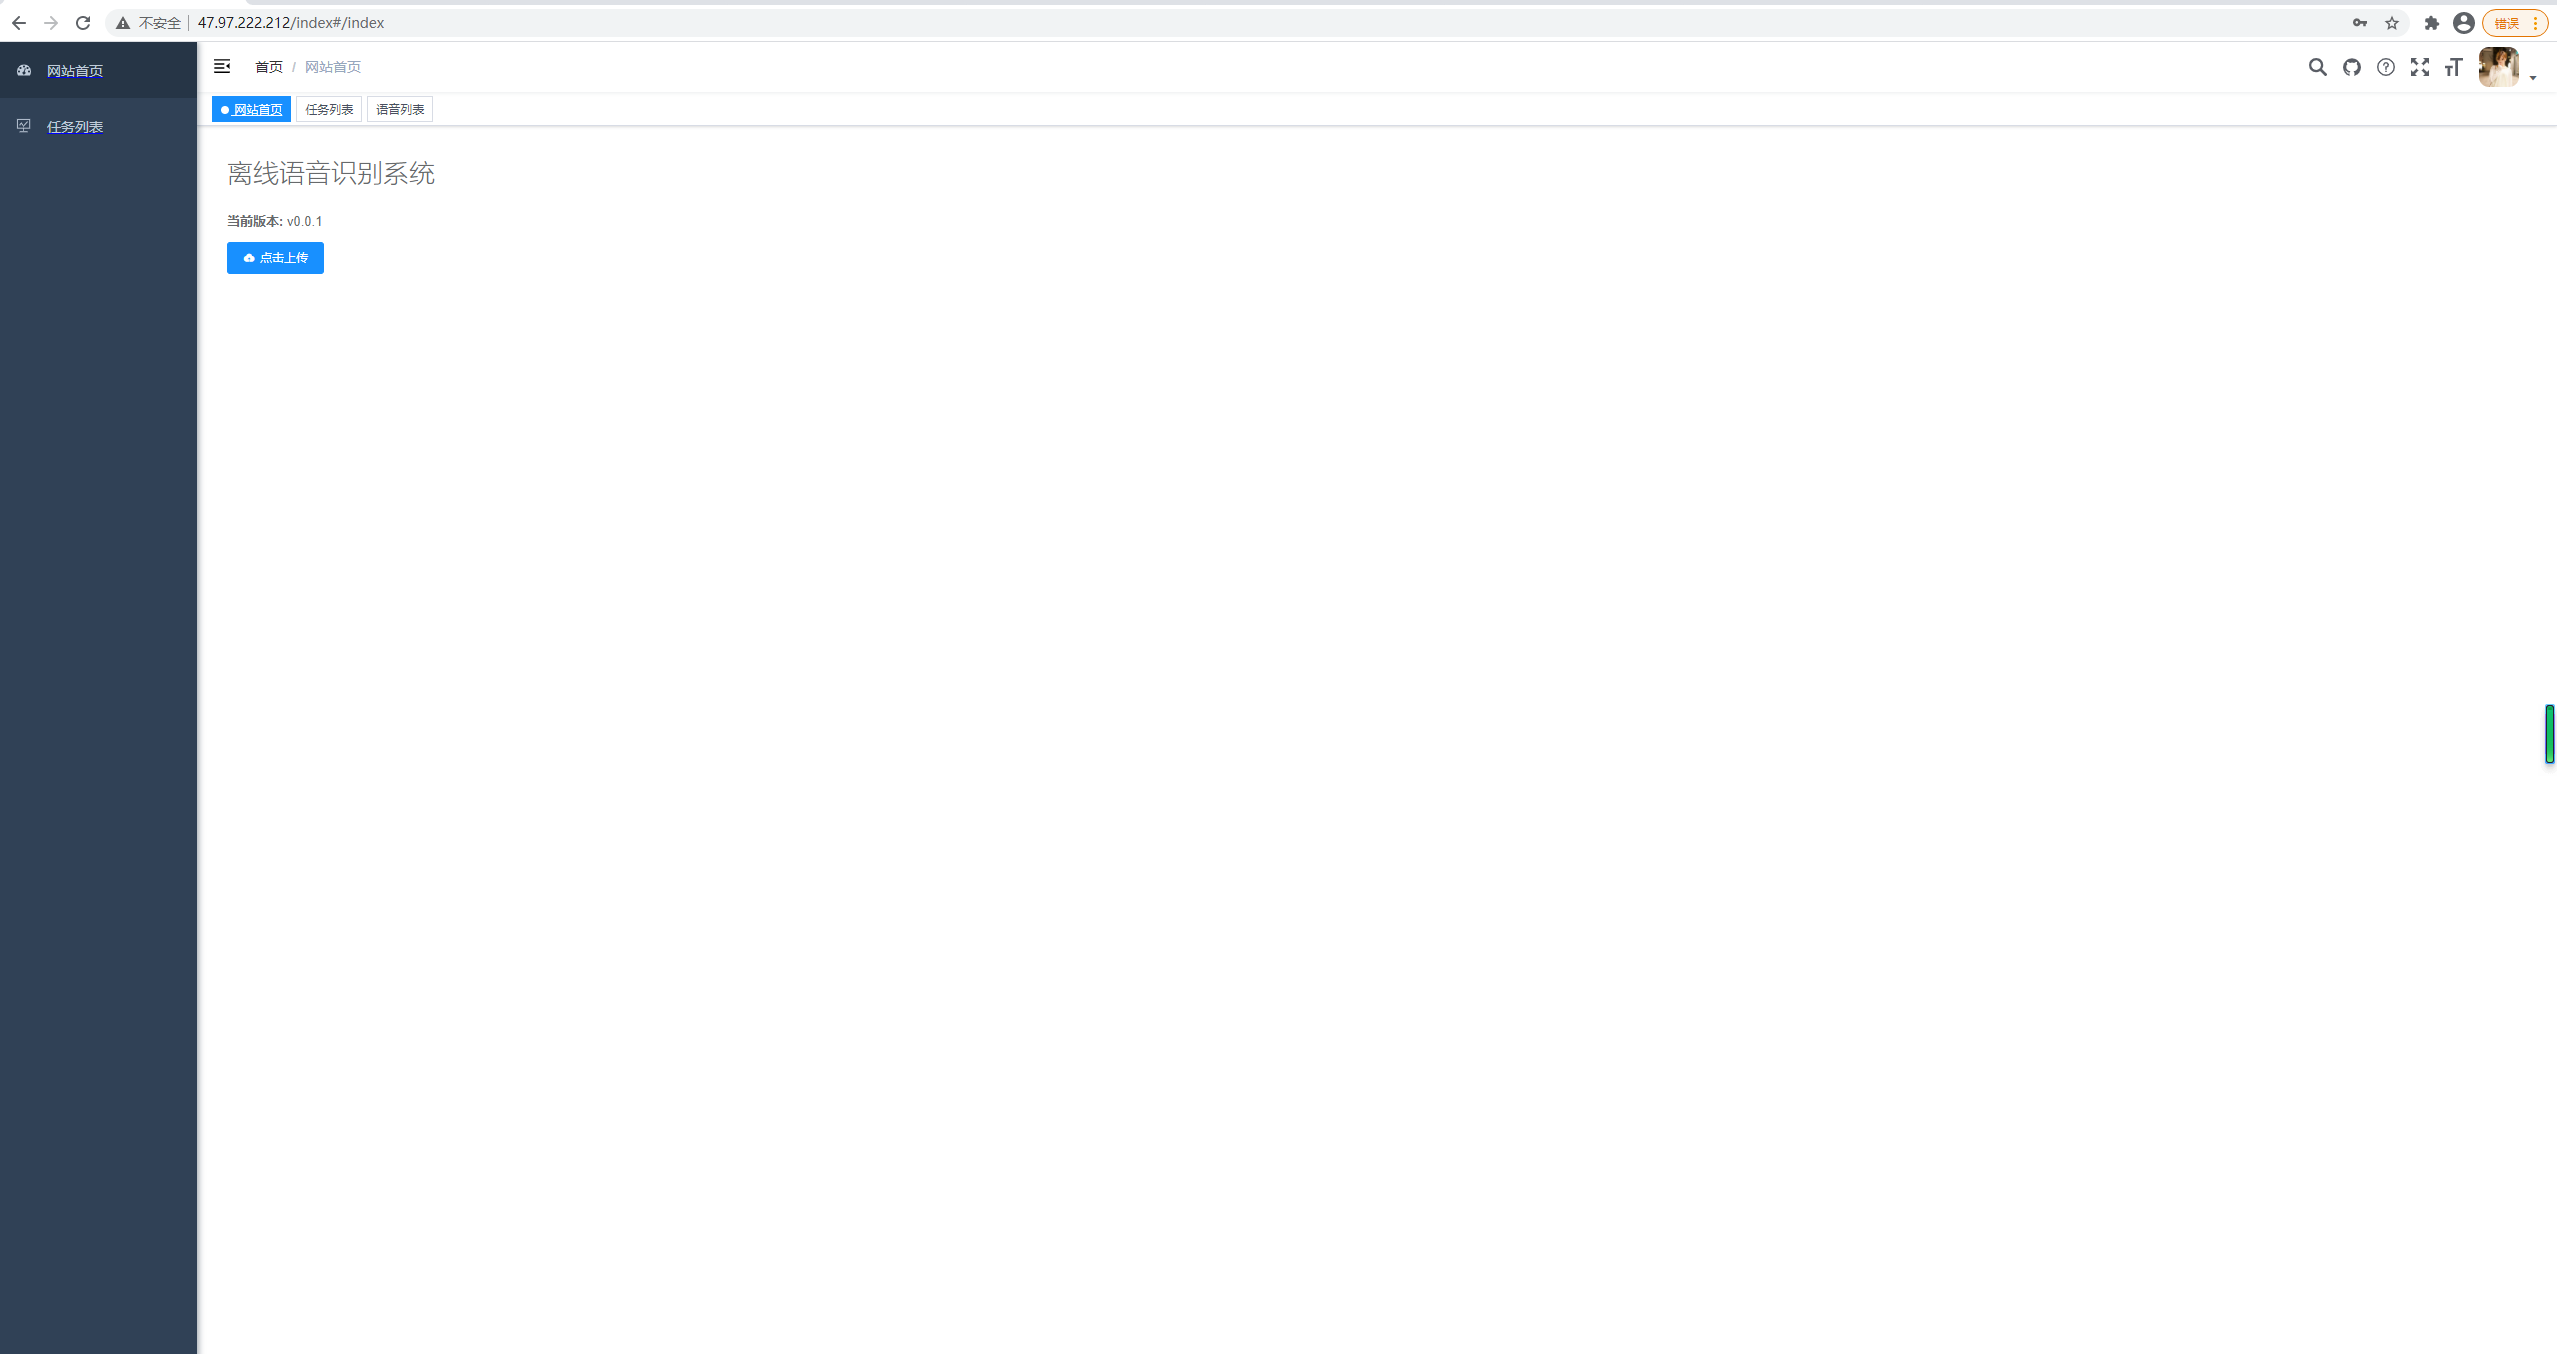 不安全 47.97.222.212/index#/index 错误
网站首页
任务列表
首页 / 网站首页
网站首页 任务列表 语音列表
离线语音识别系统
当前版本: v0.0.1
点击上传